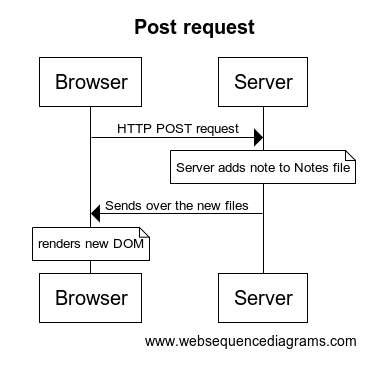 Post request
Browser Server
HTTP POST request
Server adds note to Notes file
Sends over the new files
renders new DOM
Browser Server
www.websequencediagrams.com